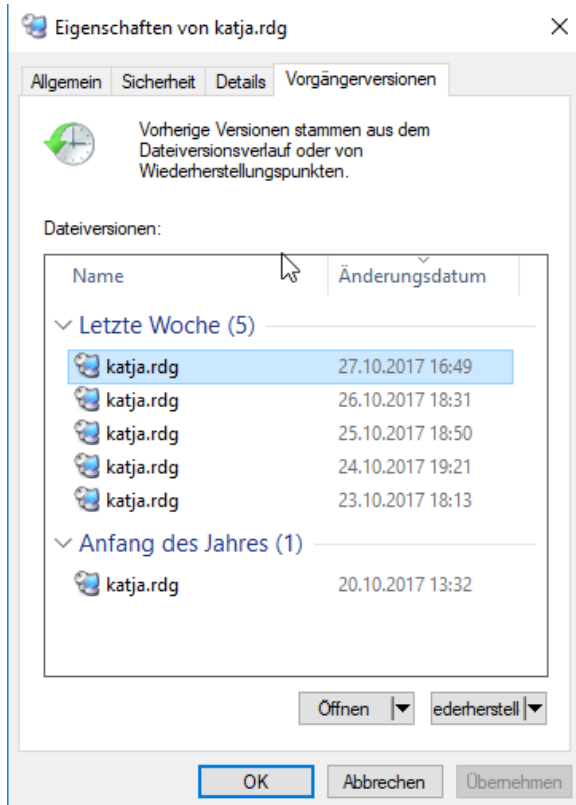 Eigenschaften von katja.rdg
Allgemein Sicherheit Details Vorgängerversionen
Vorherige Versionen stammen aus dem
Dateiversionsverlauf oder von
Wiederherstellungspunkten.
Dateiversionen:
Name Änderungsdatum
Letzte Woche (5)
katja.rdg 27.10.2017 16:49
katja.rdg 26.10.2017 18:31
katja.rdg 25.10.2017 18:50
katja.rdg 24.10.2017 19:21
katja.rdg 23.10.2017 18:13
Anfang des Jahres (1)
katja.rdg 20.10.2017 13:32
Öffnen ederherstell
OK Abbrechen Übernehmen